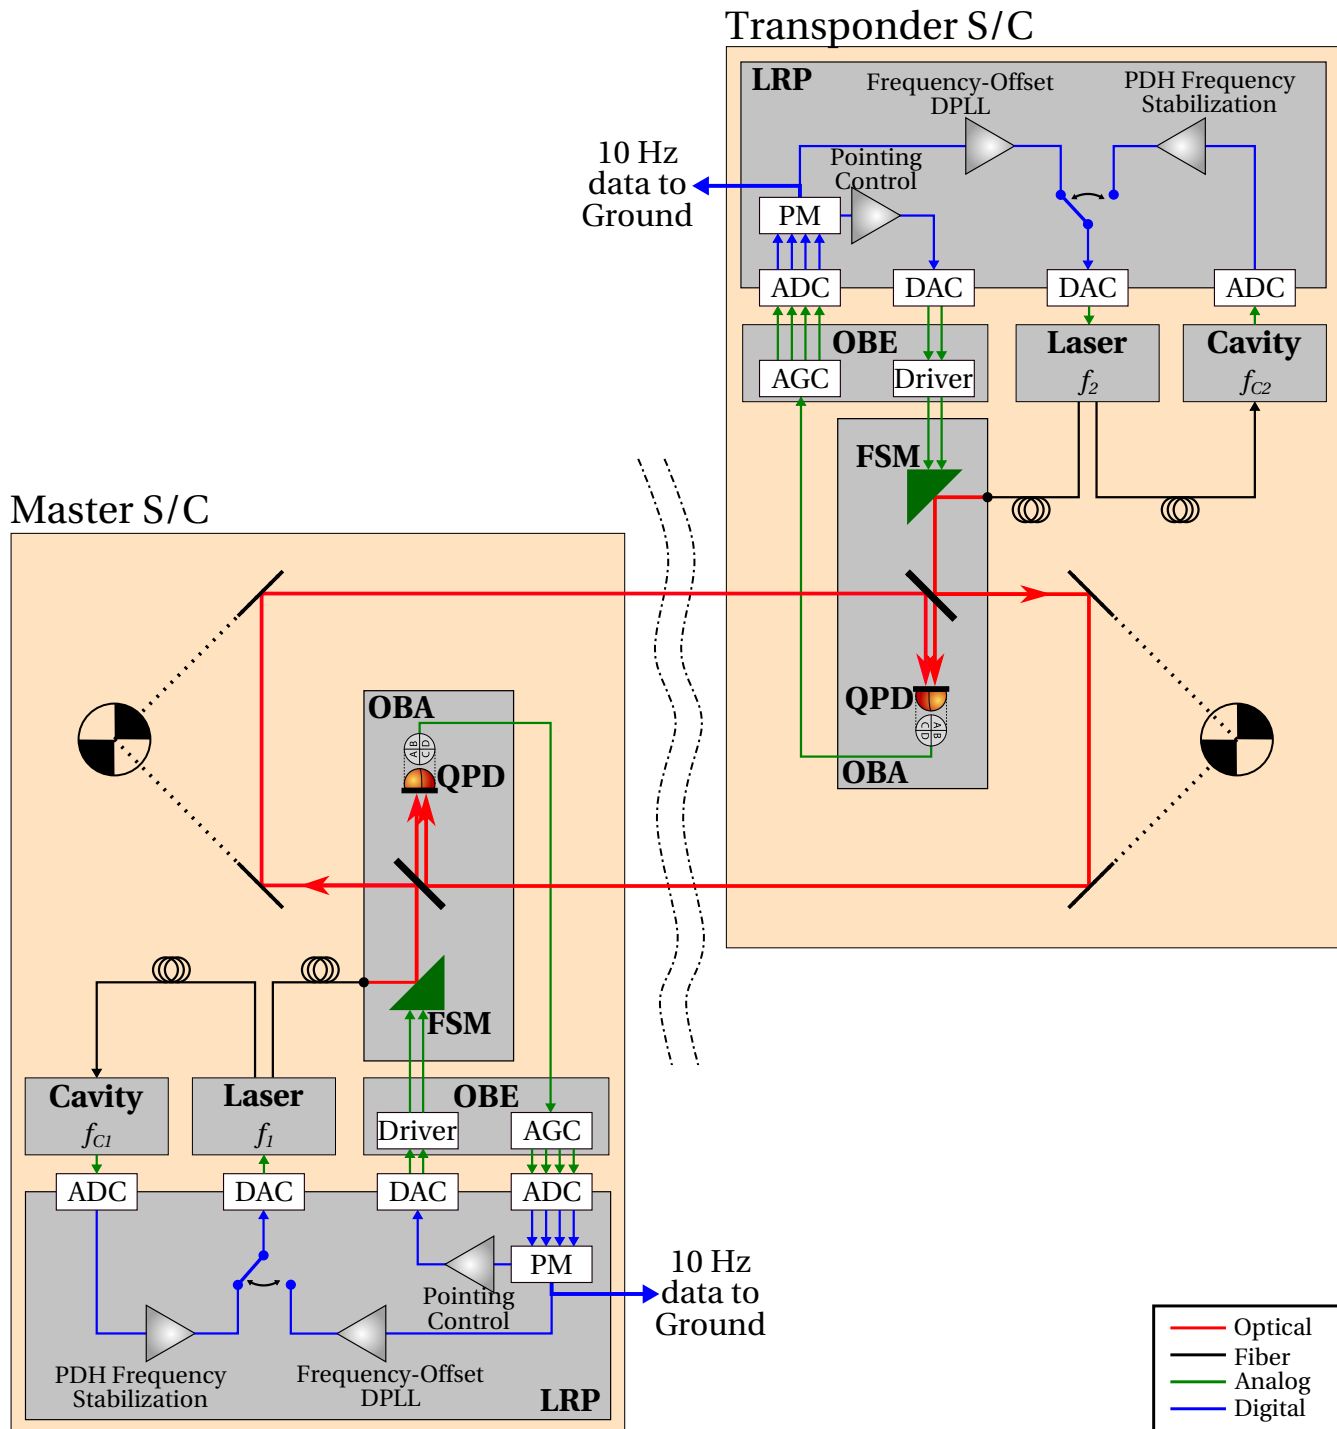 Transponder S/C
LRP
Frequency-Offset
DPLL
PDH Frequency
Stabilization
10 Hz
data to
Ground
Pointing
Control
PM
ADC
DAC
DAC
ADC
OBE
AGC
Driver
Laser
f2
Cavity
fC2
FSM
QPD
A B
C D
OBA
Master S/C
OBA
A B
C D
QPD
FSM
Cavity
fC1
Laser
f1
OBE
Driver
AGC
ADC
DAC
DAC
ADC
PM
Pointing
Control
10 Hz
data to
Ground
PDH Frequency
Stabilization
Frequency-Offset
DPLL
LRP
Optical
Fiber
Analog
Digital